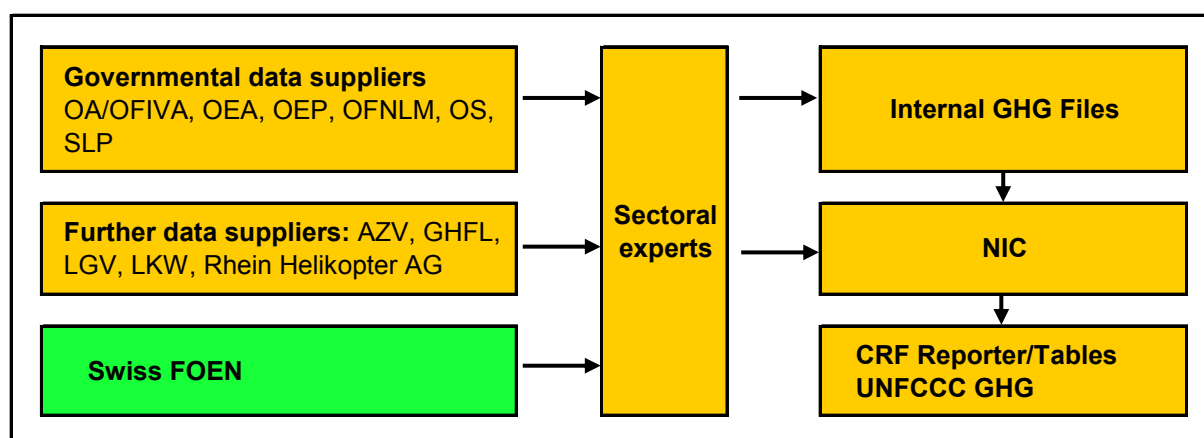 Governmental data suppliers
OA/OFIVA, OEA, OEP, OFNLM, OS,
SLP
Further data suppliers: AZV, GHFL,
LGV, LKW, Rhein Helikopter AG
Swiss FOEN
Sectoral
experts
Internal GHG Files
NIC
CRF Reporter/Tables
UNFCCC GHG